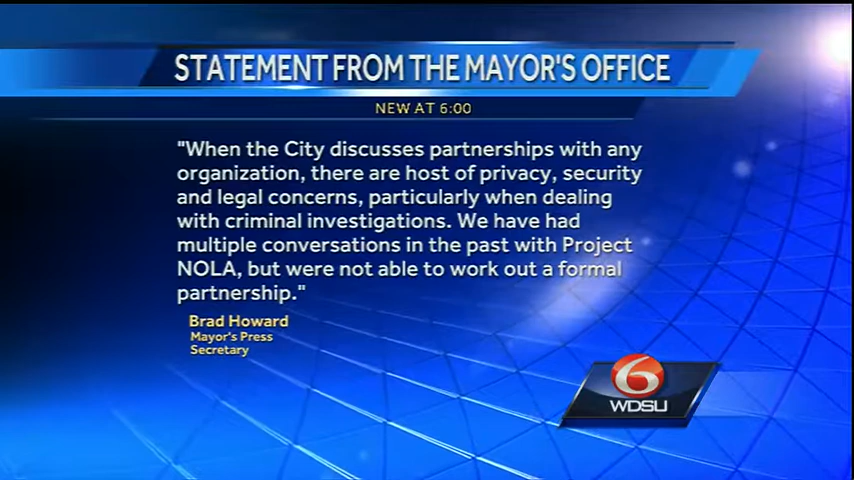 STATEMENT FROM THE MAYOR'S OFFICE
NEW AT 6:00
"When the City discusses partnerships with any
organization, there are host of privacy, security
and legal concerns, particularly when dealing
with criminal investigations. We have had
multiple conversations in the past with Project
NOLA, but were not able to work out a formal
partnership."
Brad Howard
Mayor's Press
Secretary
6
WDSU